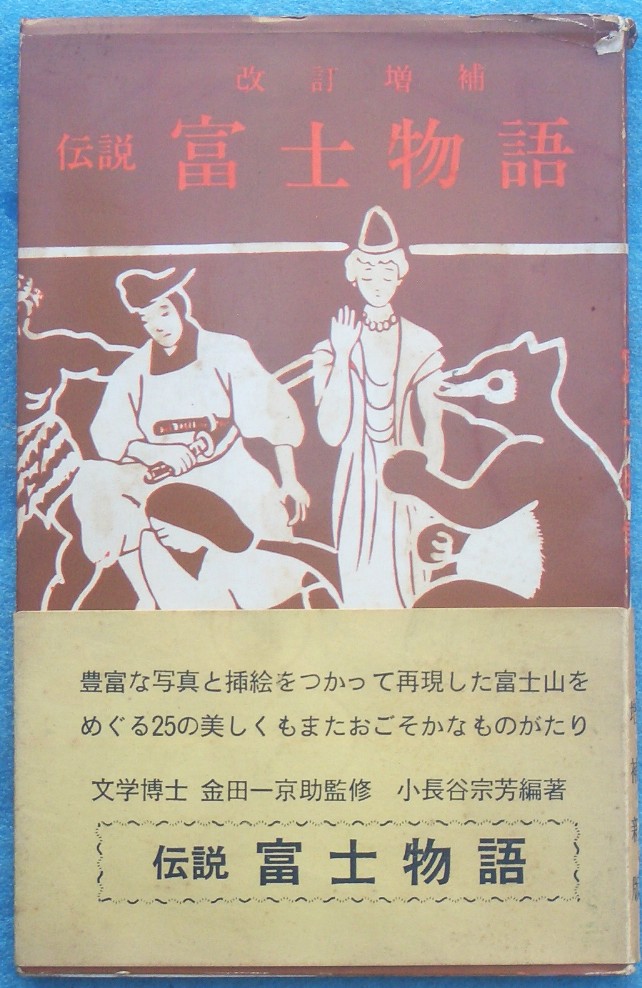 改訂増補
伝説 富士物語
豊富な写真と挿絵をつかって再現した富士山を
めぐる25の美しくもまたおごそかなものがたり
文学博士 金田一京助監修 小長谷宗芳編著
伝説 富士物語